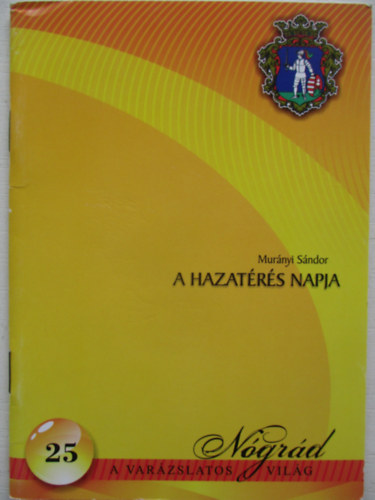 Murányi Sándor
A HAZATÉRÉS NAPJA
25
Nógrád
A VARÁZSLATOS VILÁG